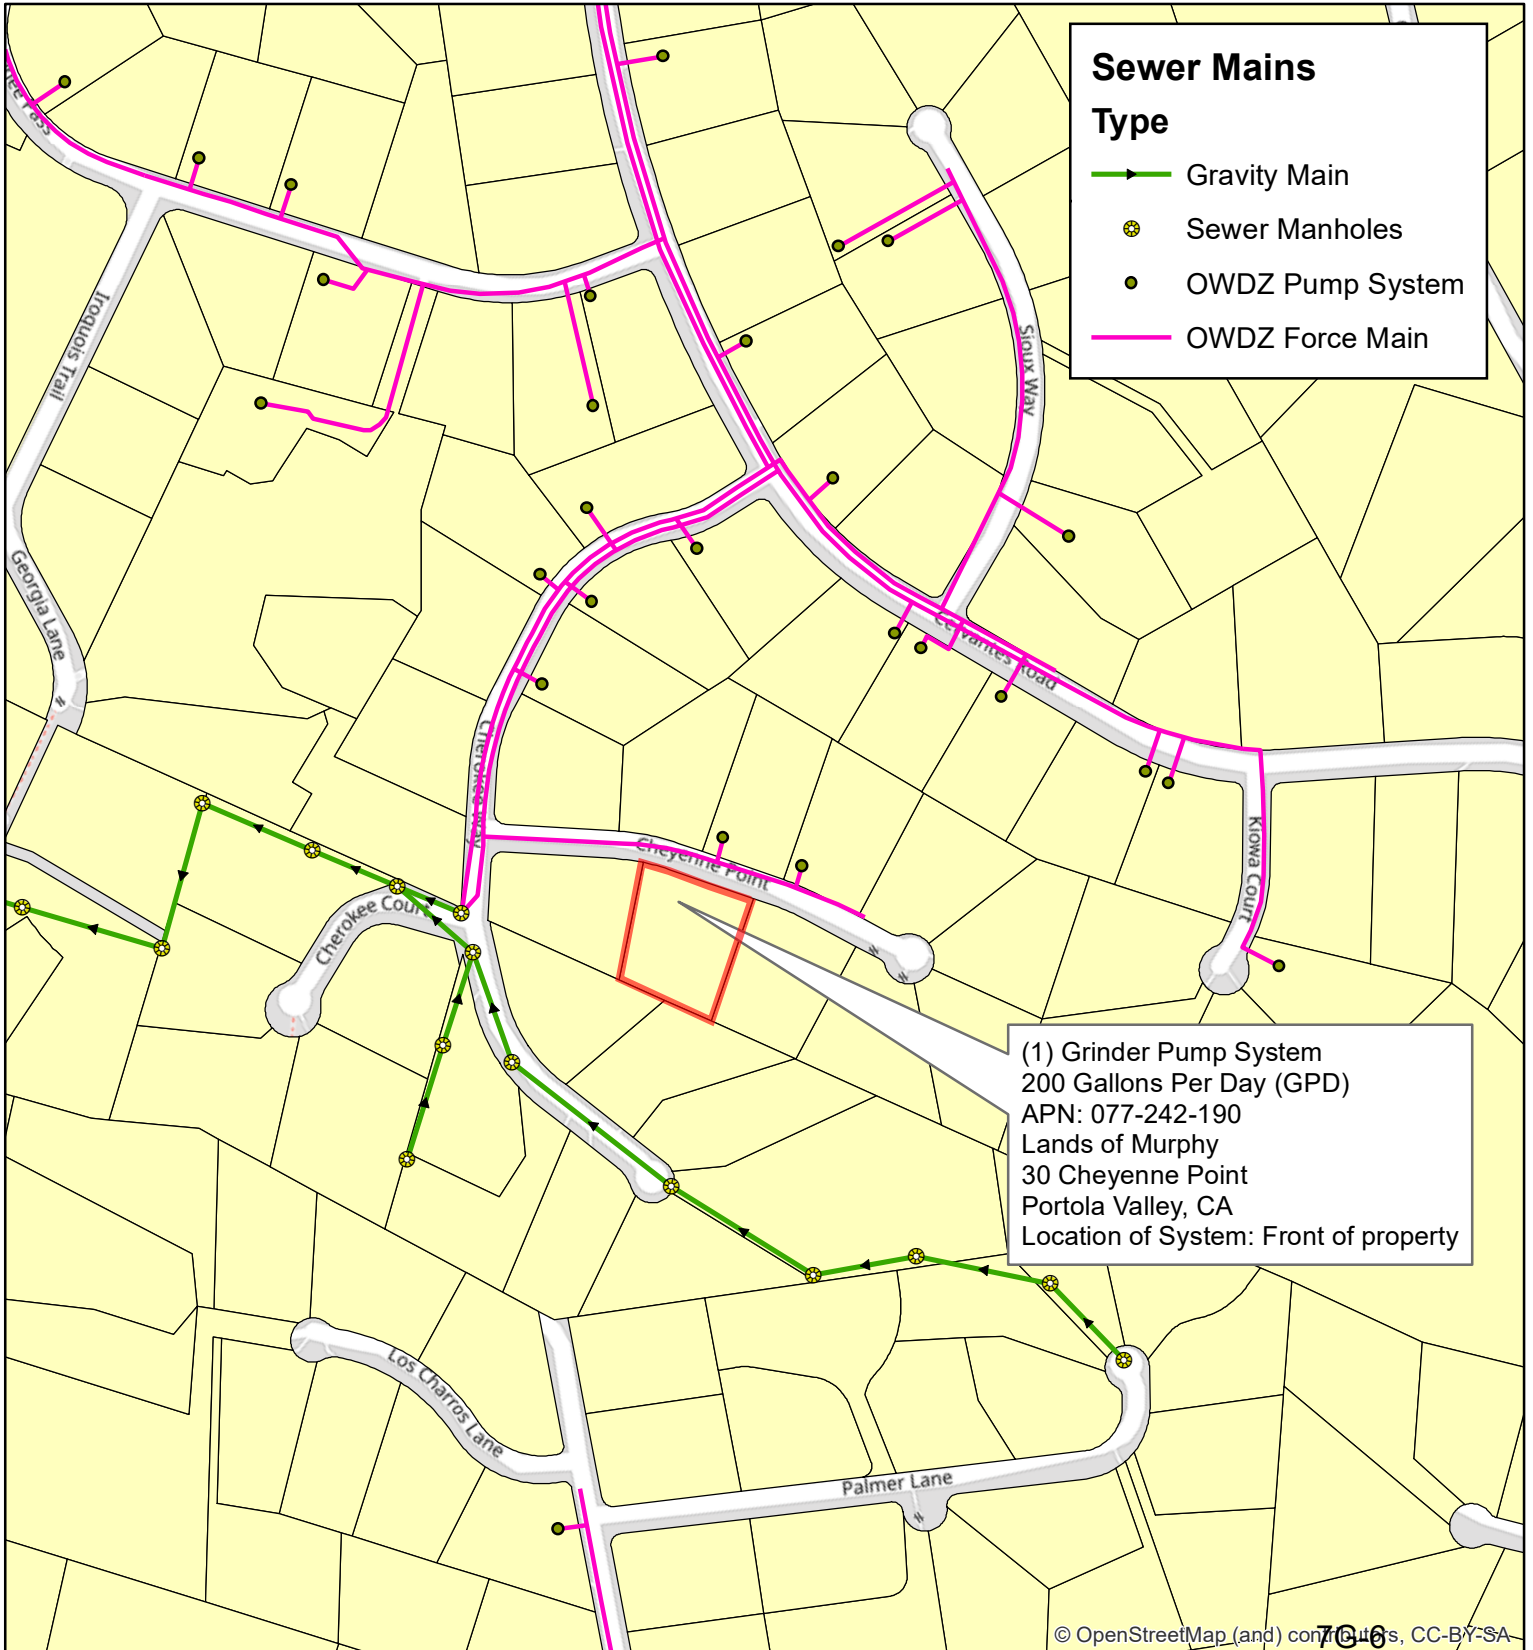 Sewer Mains
Type
Gravity Main
Sewer Manholes
OWDZ Pump System
OWDZ Force Main
Iroquois Trail
Georgia Lane
Sioux Way
Cervantes Road
Cherokee Way
Cheyenne Point
Kiowa Court
Cherokee Court
(1) Grinder Pump System
200 Gallons Per Day (GPD)
APN: 077-242-190
Lands of Murphy
30 Cheyenne Point
Portola Valley, CA
Location of System: Front of property
Los Charros Lane
Palmer Lane
© OpenStreetMap (and) contributors, CC-BY-SA
7G-6